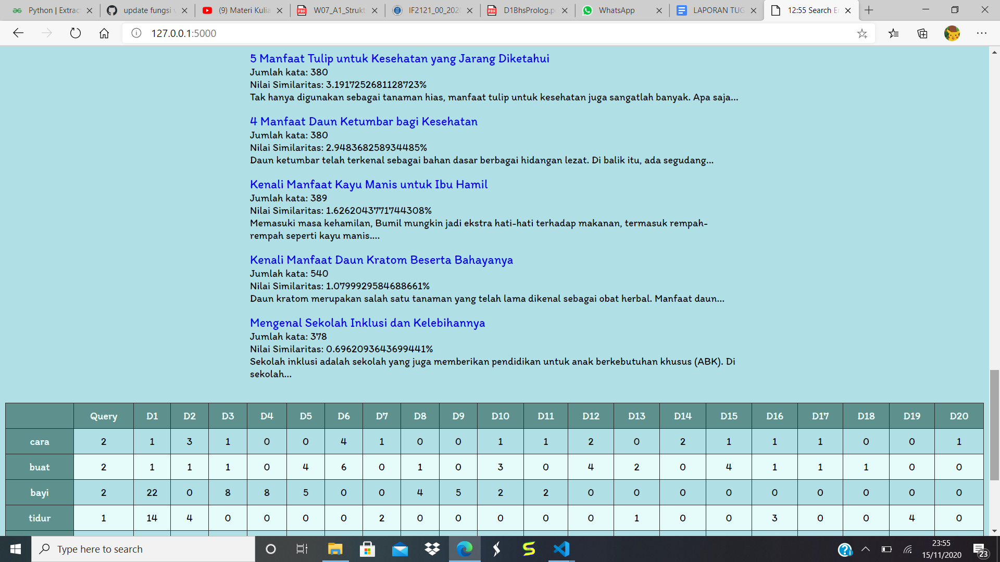 Python | Extrac
update fungsi
(9) Materi Kulia
W07_A1_Strukt
IF2121_00_202
D1BhsProlog.p
WhatsApp
LAPORAN TUG
12:55 Search E
127.0.0.1:5000
5 Manfaat Tulip untuk Kesehatan yang Jarang Diketahui
Jumlah kata: 380
Nilai Similaritas: 3.1917252681128723%
Tak hanya digunakan sebagai tanaman hias, manfaat tulip untuk kesehatan juga sangatlah banyak. Apa saja...
4 Manfaat Daun Ketumbar bagi Kesehatan
Jumlah kata: 380
Nilai Similaritas: 2.948368258934485%
Daun ketumbar telah terkenal sebagai bahan dasar berbagai hidangan lezat. Di balik itu, ada segudang...
Kenali Manfaat Kayu Manis untuk Ibu Hamil
Jumlah kata: 389
Nilai Similaritas: 1.6262043771744308%
Memasuki masa kehamilan, Bumil mungkin jadi ekstra hati-hati terhadap makanan, termasuk rempah-
rempah seperti kayu manis....
Kenali Manfaat Daun Kratom Beserta Bahayanya
Jumlah kata: 540
Nilai Similaritas: 1.0799929584688661%
Daun kratom merupakan salah satu tanaman yang telah lama dikenal sebagai obat herbal. Manfaat daun...
Mengenal Sekolah Inklusi dan Kelebihannya
Jumlah kata: 378
Nilai Similaritas: 0.6962093643699441%
Sekolah inklusi adalah sekolah yang juga memberikan pendidikan untuk anak berkebutuhan khusus (ABK). Di
sekolah...
Query D1 D2 D3 D4 D5 D6 D7 D8 D9 D10 D11 D12 D13 D14 D15 D16 D17 D18 D19 D20
cara 2 1 3 1 0 0 4 1 0 0 1 1 2 0 2 1 1 1 0 0 1
buat 2 1 1 1 0 4 6 0 1 0 3 0 4 2 0 4 1 1 1 0 0
bayi 2 22 0 8 8 5 0 0 4 5 2 2 0 0 0 0 0 0 0 0 0
tidur 1 14 4 0 0 0 0 2 0 0 0 0 0 1 0 0 3 0 0 4 0
Type here to search
23:55
15/11/2020
23